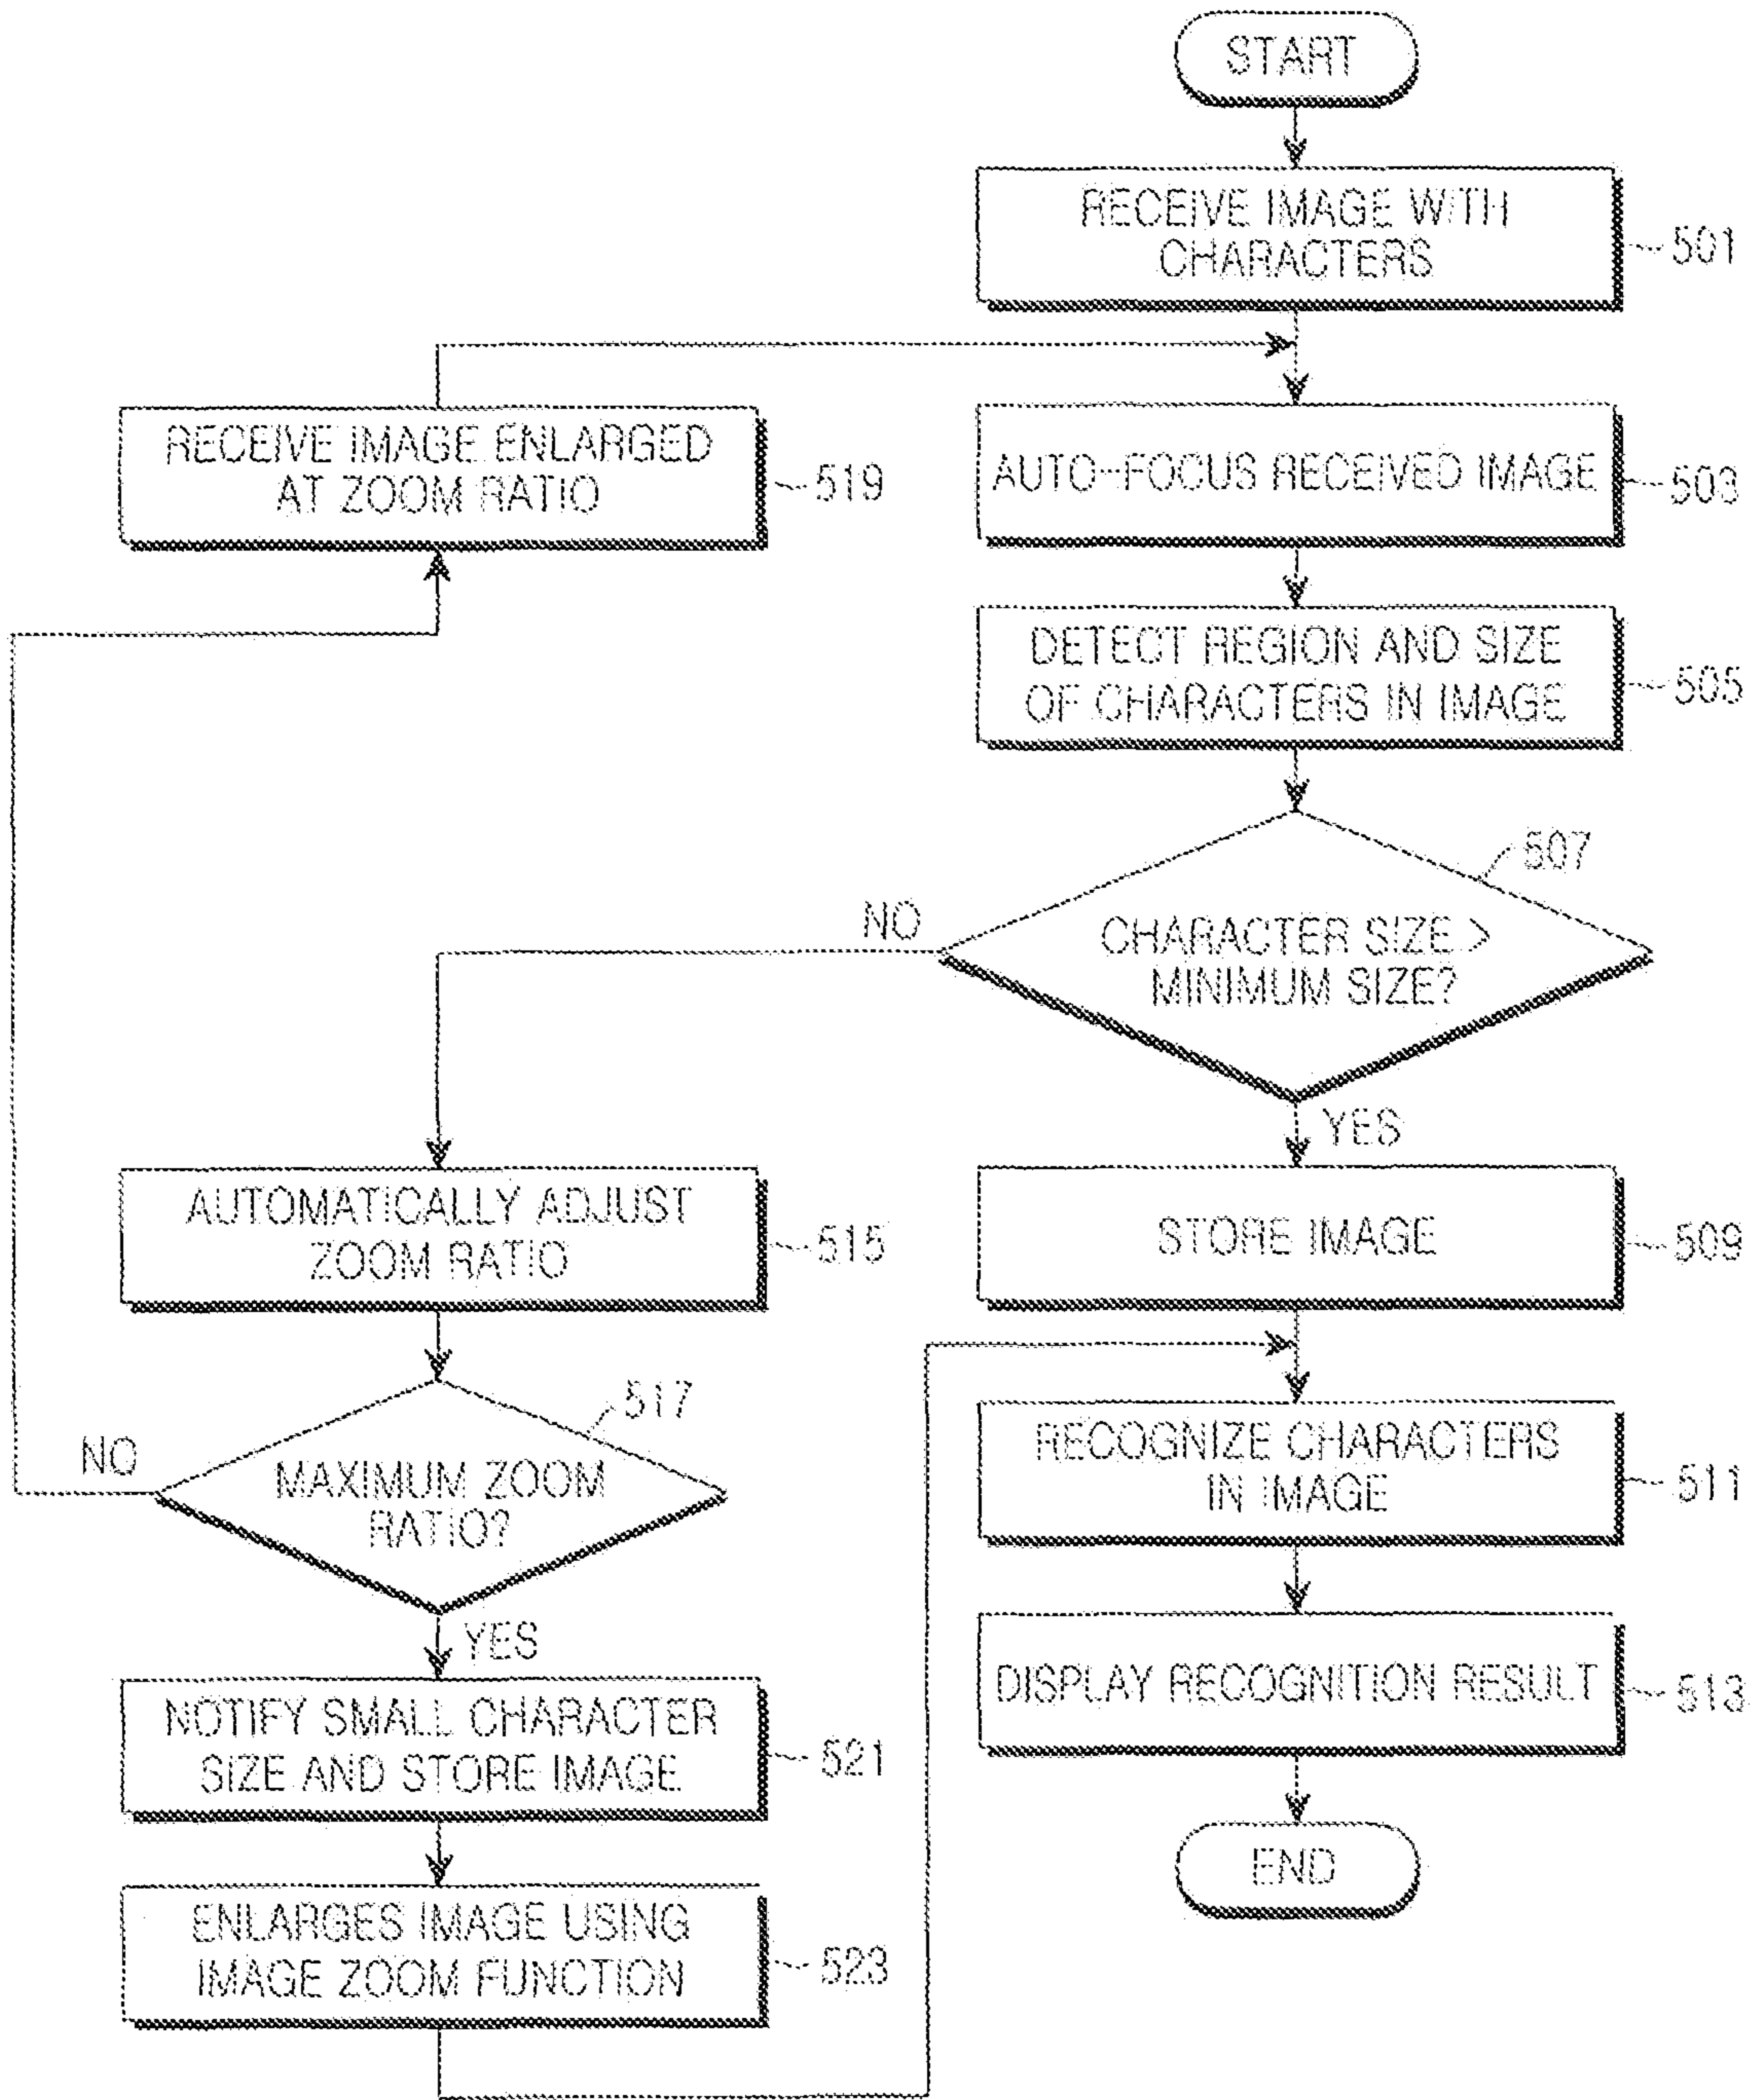 START
RECEIVE IMAGE WITH
CHARACTERS
501
RECEIVE IMAGE ENLARGED
AT ZOOM RATIO
519
AUTO-FOCUS RECEIVED IMAGE
503
DETECT REGION AND SIZE
OF CHARACTERS IN IMAGE
505
507
NO
CHARACTER SIZE >
MINIMUM SIZE?
YES
AUTOMATICALLY ADJUST
ZOOM RATIO
515
STORE IMAGE
509
517
NO
MAXIMUM ZOOM
RATIO?
YES
RECOGNIZE CHARACTERS
IN IMAGE
511
NOTIFY SMALL CHARACTER
SIZE AND STORE IMAGE
521
DISPLAY RECOGNITION RESULT
513
ENLARGES IMAGE USING
IMAGE ZOOM FUNCTION
523
END